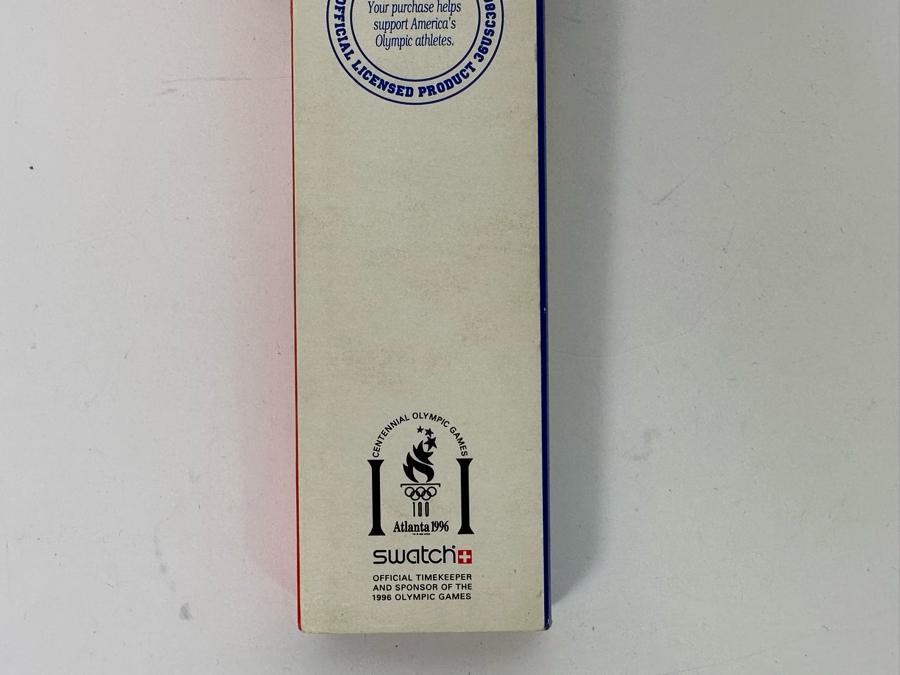 Your purchase helps
support America's
Olympic athletes.
OFFICIAL LICENSED PRODUCT 36USC380
CENTENNIAL OLYMPIC GAMES
100
Atlanta 1996
swatch
OFFICIAL TIMEKEEPER
AND SPONSOR OF THE
1996 OLYMPIC GAMES